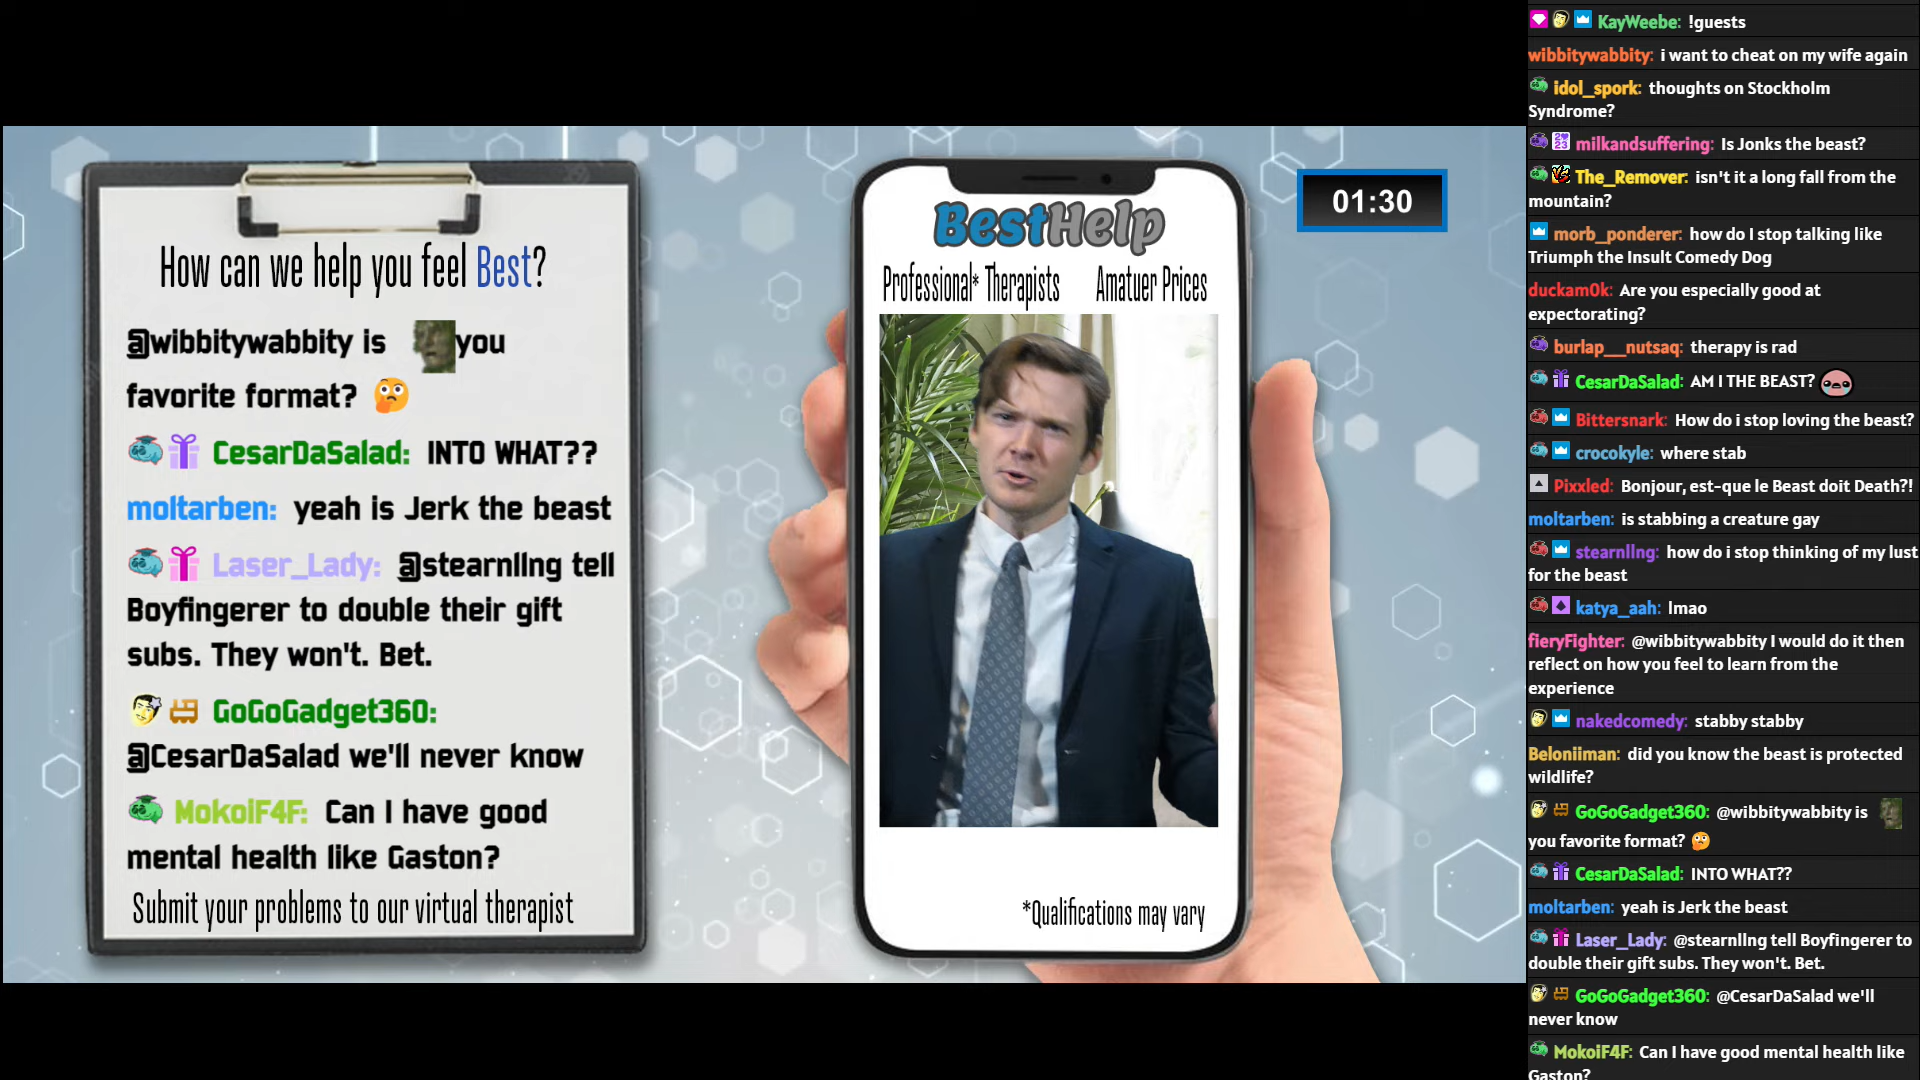 How can we help you feel Best?
@wibbitywabbity is you
favorite format?
CesarDaSalad: INTO WHAT??
moltarben: yeah is Jerk the beast
Laser_Lady: @stearnllng tell
Boyfingerer to double their gift
subs. They won't. Bet.
GoGoGadget360:
@CesarDaSalad we'll never know
MokoiF4F: Can I have good
mental health like Gaston?
Submit your problems to our virtual therapist
BestHelp
Professional* Therapists Amatuer Prices
*Qualifications may vary
01:30
KayWeebe: !guests
wibbitywabbity: i want to cheat on my wife again
idol_spork: thoughts on Stockholm
Syndrome?
milkandsuffering: Is Jonks the beast?
The_Remover: isn't it a long fall from the
mountain?
morb_ponderer: how do I stop talking like
Triumph the Insult Comedy Dog
duckam0k: Are you especially good at
expectorating?
burlap__nutsaq: therapy is rad
CesarDaSalad: AM I THE BEAST?
Bittersnark: How do i stop loving the beast?
crocokyle: where stab
Pixxled: Bonjour, est-que le Beast doit Death?!
moltarben: is stabbing a creature gay
stearnllng: how do i stop thinking of my lust
for the beast
katya_aah: lmao
fieryFighter: @wibbitywabbity I would do it then
reflect on how you feel to learn from the
experience
nakedcomedy: stabby stabby
Beloniiman: did you know the beast is protected
wildlife?
GoGoGadget360: @wibbitywabbity is
you favorite format?
CesarDaSalad: INTO WHAT??
moltarben: yeah is Jerk the beast
Laser_Lady: @stearnllng tell Boyfingerer to
double their gift subs. They won't. Bet.
GoGoGadget360: @CesarDaSalad we'll
never know
MokoiF4F: Can I have good mental health like
Gaston?